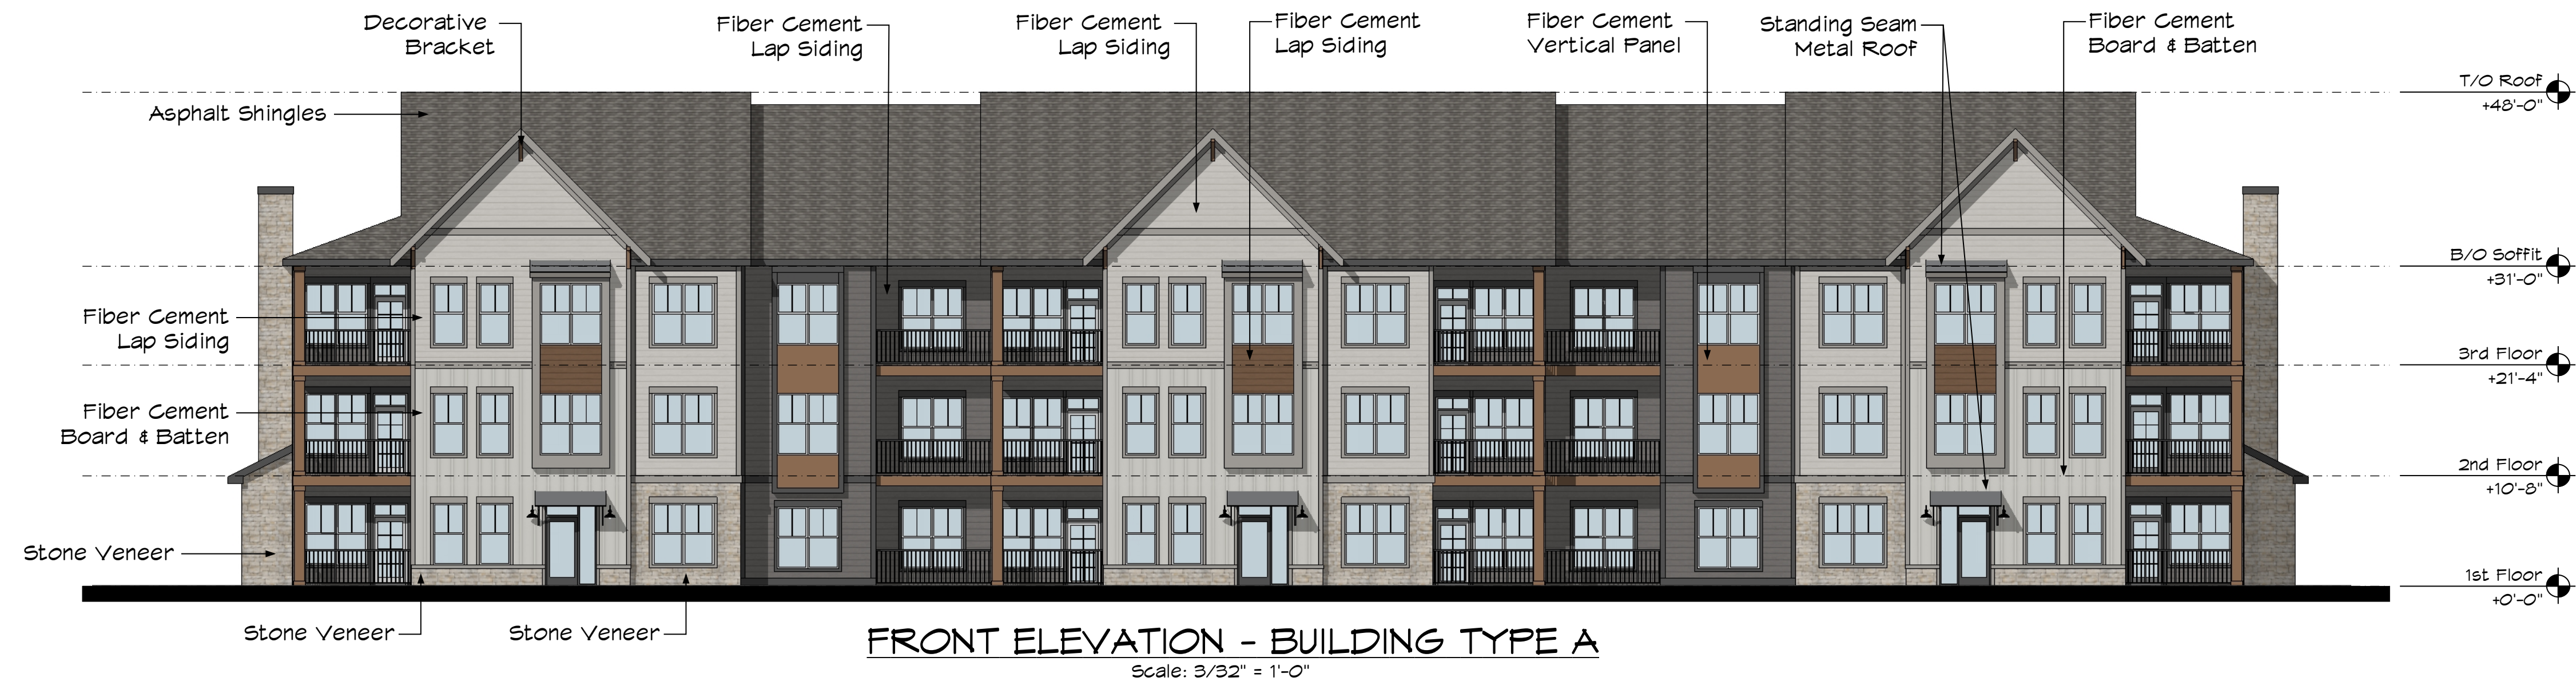 Decorative
Bracket
Fiber Cement
Lap Siding
Fiber Cement
Lap Siding
Fiber Cement
Lap Siding
Fiber Cement
Vertical Panel
Standing Seam
Metal Roof
Fiber Cement
Board & Batten
Asphalt Shingles
T/O Roof
+48'-0"
B/O Soffit
+31'-0"
Fiber Cement
Lap Siding
3rd Floor
+21'-4"
Fiber Cement
Board & Batten
2nd Floor
+10'-8"
Stone Veneer
1st Floor
+0'-0"
Stone Veneer
Stone Veneer
FRONT ELEVATION - BUILDING TYPE A
Scale: 3/32" = 1'-0"